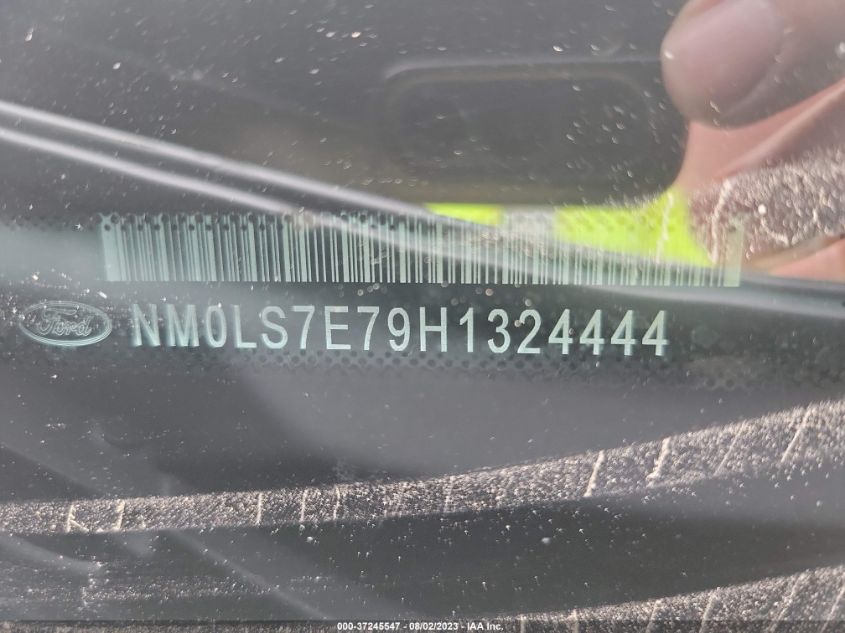 Ford NM0LS7E79H1324444
000-37245547 - 08/02/2023 - IAA Inc.